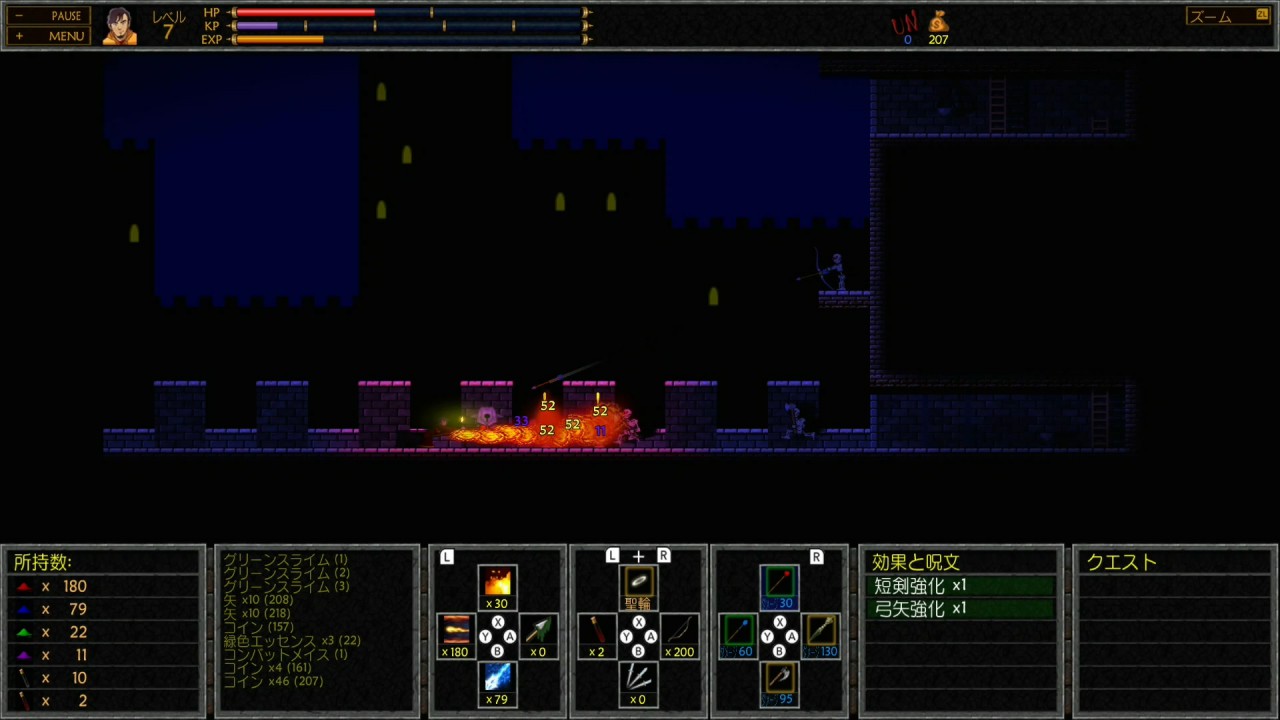 − PAUSE
+ MENU
レベル
7
HP
KP
EXP
UN
0
207
ズーム ZL
52
52
33
52
52
11
所持数:
x 180
x 79
x 22
x 11
x 10
x 2
グリーンスライム (1)
グリーンスライム (2)
グリーンスライム (3)
矢 x10 (208)
矢 x10 (218)
コイン (157)
緑色エッセンス x3 (22)
コンバットメイス (1)
コイン x4 (161)
コイン x46 (207)
L
x30
X
Y A
B
x180
x0
x79
L + R
聖輪
X
Y A
B
x2
x200
x0
R
30
X
Y A
B
60
130
95
効果と呪文
短剣強化 x1
弓矢強化 x1
クエスト